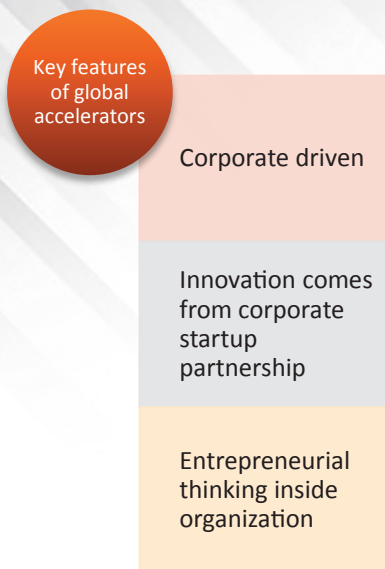 Key features
of global
accelerators
Corporate driven
Innovation comes
from corporate
startup
partnership
Entrepreneurial
thinking inside
organization